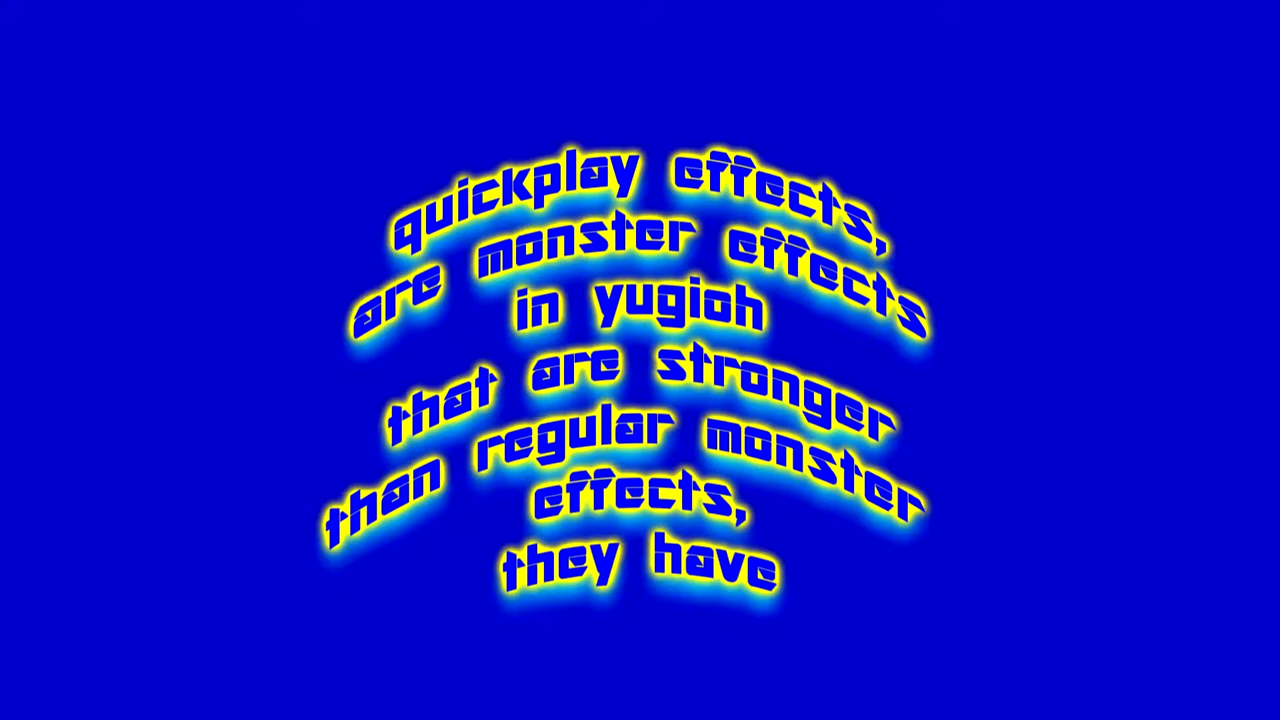 quickplay effects,
are monster effects
in yugioh
that are stronger
than regular monster
effects,
they have